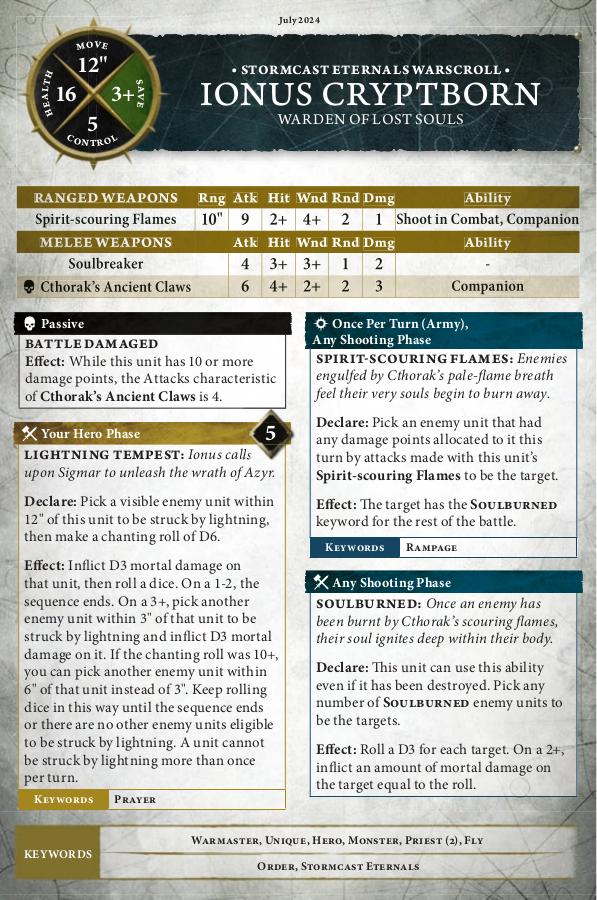 July 2024
MOVE
12"
HEALTH
16
3+
SAVE
5
CONTROL
• STORMCAST ETERNALS WARSCROLL •
IONUS CRYPTBORN
WARDEN OF LOST SOULS
RANGED WEAPONS Rng Atk Hit Wnd Rnd Dmg Ability
Spirit-scouring Flames 10" 9 2+ 4+ 2 1 Shoot in Combat, Companion
MELEE WEAPONS Atk Hit Wnd Rnd Dmg Ability
Soulbreaker 4 3+ 3+ 1 2 -
Cthorak's Ancient Claws 6 4+ 2+ 2 3 Companion
Passive
BATTLE DAMAGED
Effect: While this unit has 10 or more
damage points, the Attacks characteristic
of Cthorak's Ancient Claws is 4.
Your Hero Phase
5
LIGHTNING TEMPEST: Ionus calls
upon Sigmar to unleash the wrath of Azyr.
Declare: Pick a visible enemy unit within
12" of this unit to be struck by lightning,
then make a chanting roll of D6.
Effect: Inflict D3 mortal damage on
that unit, then roll a dice. On a 1-2, the
sequence ends. On a 3+, pick another
enemy unit within 3" of that unit to be
struck by lightning and inflict D3 mortal
damage on it. If the chanting roll was 10+,
you can pick another enemy unit within
6" of that unit instead of 3". Keep rolling
dice in this way until the sequence ends
or there are no other enemy units eligible
to be struck by lightning. A unit cannot
be struck by lightning more than once
per turn.
KEYWORDS PRAYER
Once Per Turn (Army),
Any Shooting Phase
SPIRIT-SCOURING FLAMES: Enemies
engulfed by Cthorak's pale-flame breath
feel their very souls begin to burn away.
Declare: Pick an enemy unit that had
any damage points allocated to it this
turn by attacks made with this unit's
Spirit-scouring Flames to be the target.
Effect: The target has the SOULBURNED
keyword for the rest of the battle.
KEYWORDS RAMPAGE
Any Shooting Phase
SOULBURNED: Once an enemy has
been burnt by Cthorak's scouring flames,
their soul ignites deep within their body.
Declare: This unit can use this ability
even if it has been destroyed. Pick any
number of SOULBURNED enemy units to
be the targets.
Effect: Roll a D3 for each target. On a 2+,
inflict an amount of mortal damage on
the target equal to the roll.
KEYWORDS
WARMASTER, UNIQUE, HERO, MONSTER, PRIEST (2), FLY
ORDER, STORMCAST ETERNALS